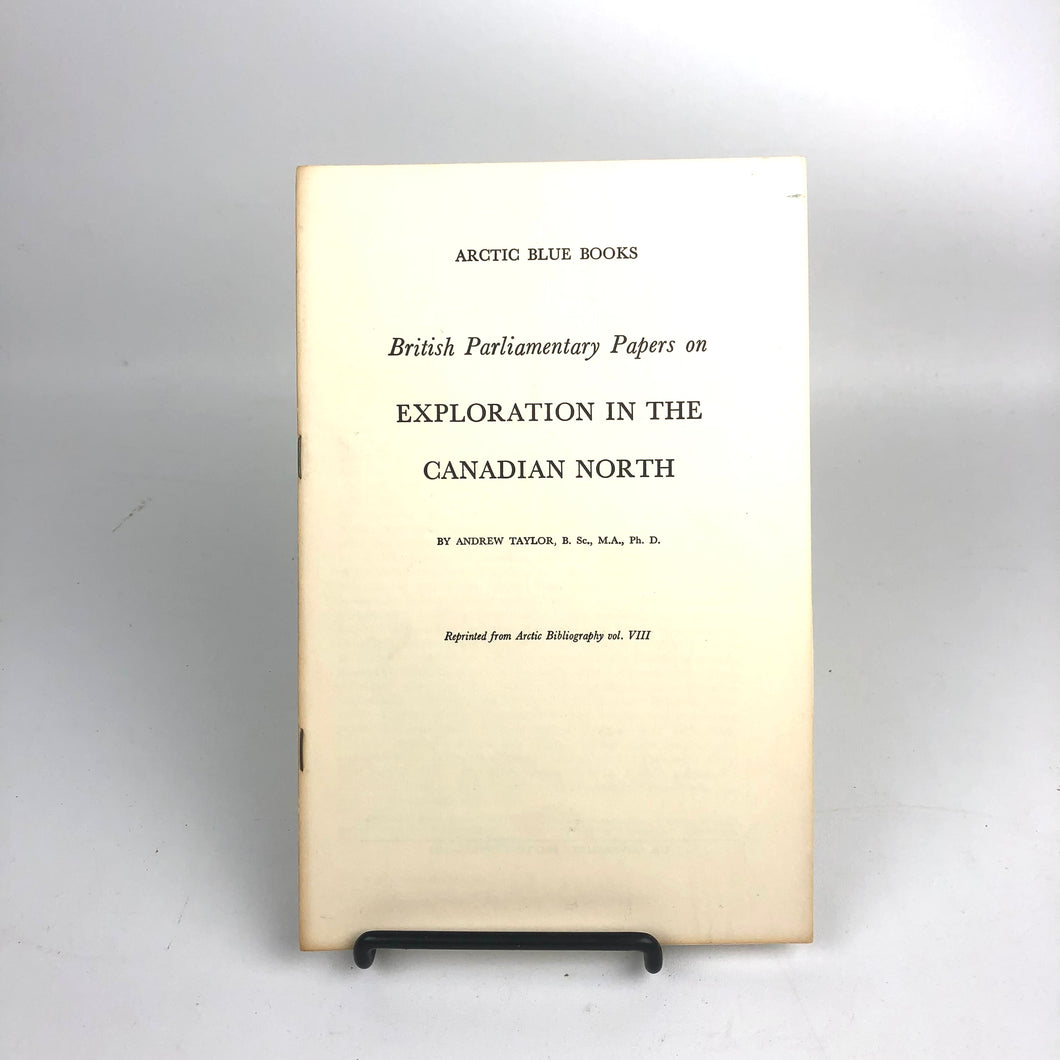 ARCTIC BLUE BOOKS
British Parliamentary Papers on
EXPLORATION IN THE
CANADIAN NORTH
BY ANDREW TAYLOR, B. Sc., M.A., Ph. D.
Reprinted from Arctic Bibliography vol. VIII